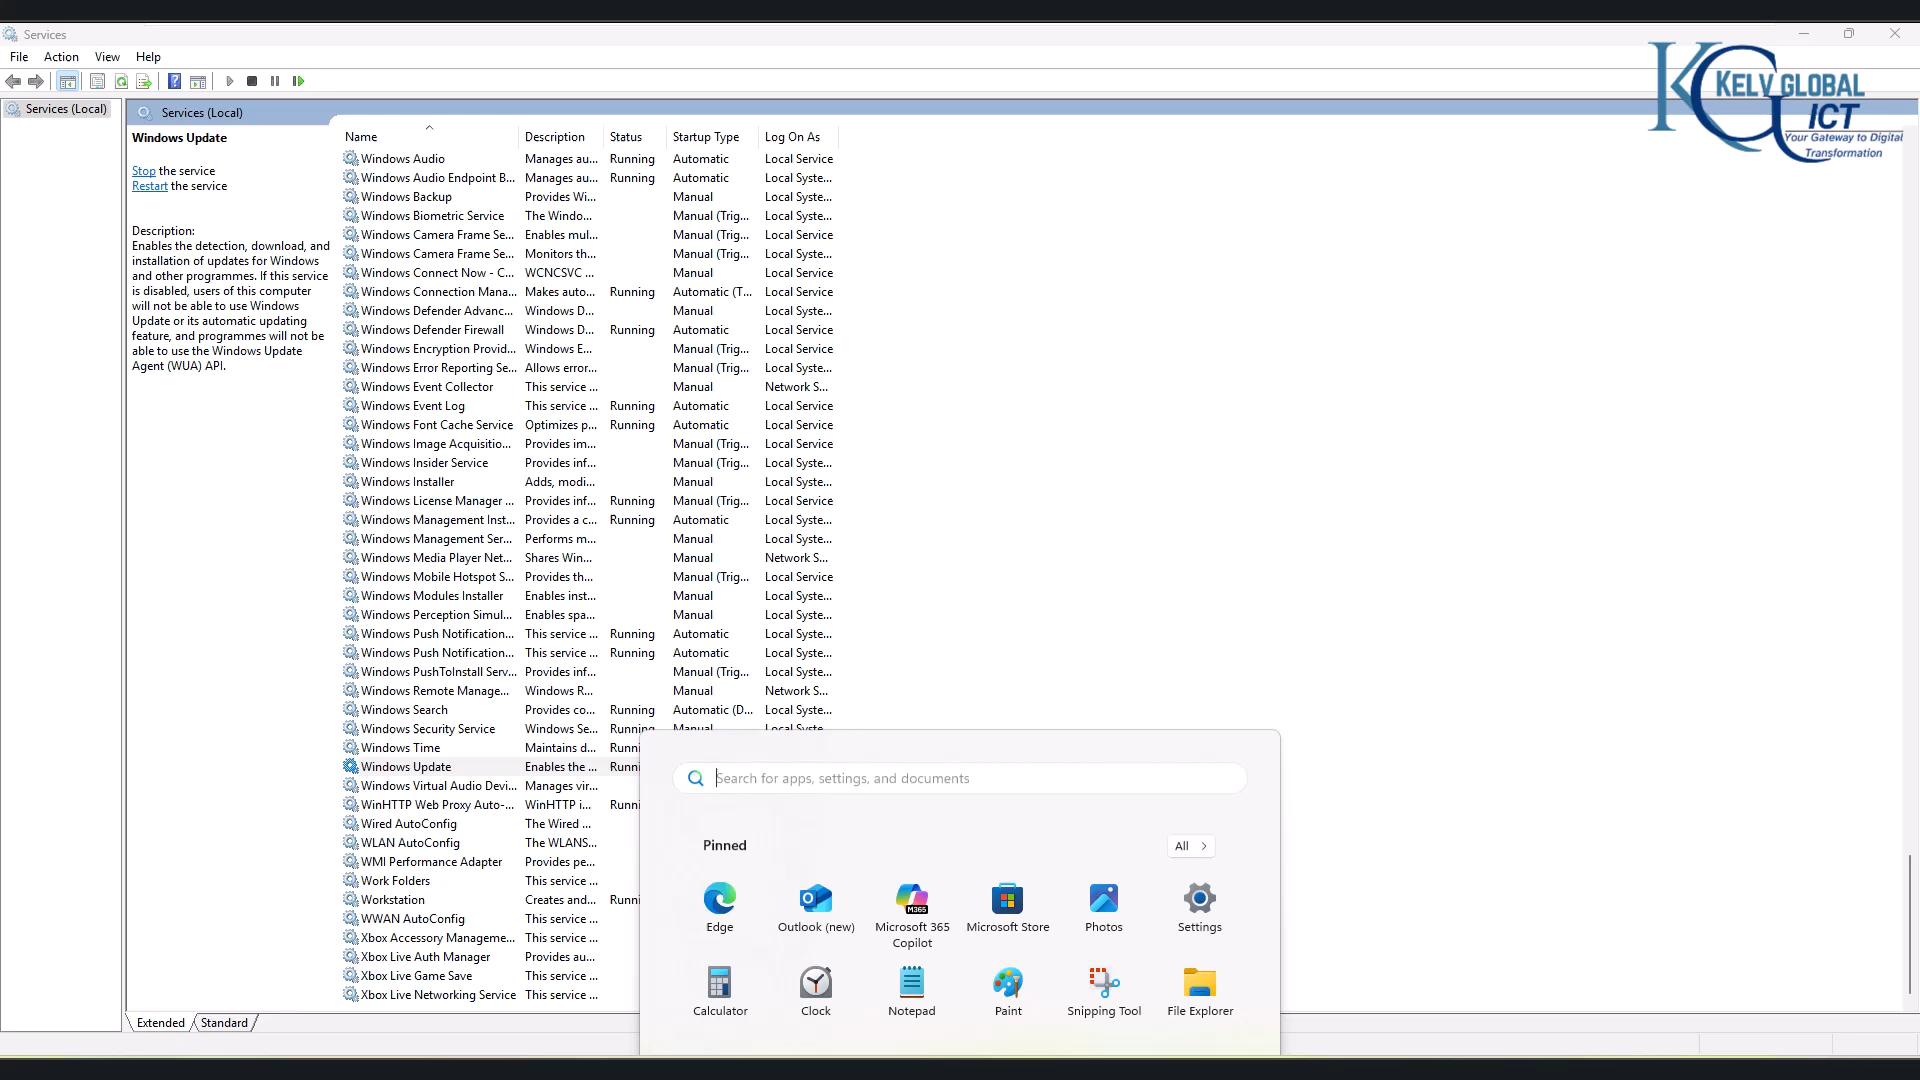 Services
File Action View Help
Services (Local)
Services (Local)
KELV GLOBAL
ICT
Your Gateway to Digital
Transformation
Windows Update
Stop the service
Restart the service
Description:
Enables the detection, download, and
installation of updates for Windows
and other programmes. If this service
is disabled, users of this computer
will not be able to use Windows
Update or its automatic updating
feature, and programmes will not be
able to use the Windows Update
Agent (WUA) API.
Name Description Status Startup Type Log On As
Windows Audio Manages au... Running Automatic Local Service
Windows Audio Endpoint B... Manages au... Running Automatic Local Syste...
Windows Backup Provides Wi... Manual Local Syste...
Windows Biometric Service The Windo... Manual (Trig... Local Syste...
Windows Camera Frame Se... Enables mul... Manual (Trig... Local Syste...
Windows Camera Frame Se... Monitors th... Manual (Trig... Local Syste...
Windows Connect Now - C... WCNCSVC ... Manual Local Service
Windows Connection Mana... Makes auto... Running Automatic (T... Local Service
Windows Defender Advanc... Windows D... Manual Local Syste...
Windows Defender Firewall Windows D... Running Automatic Local Service
Windows Encryption Provid... Windows E... Manual (Trig... Local Service
Windows Error Reporting Se... Allows error... Manual (Trig... Local Syste...
Windows Event Collector This service ... Manual Network S...
Windows Event Log This service ... Running Automatic Local Service
Windows Font Cache Service Optimizes p... Running Automatic Local Service
Windows Image Acquisitio... Provides im... Manual (Trig... Local Service
Windows Insider Service Provides inf... Manual (Trig... Local Syste...
Windows Installer Adds, modi... Manual Local Syste...
Windows License Manager ... Provides inf... Running Manual (Trig... Local Service
Windows Management Inst... Provides a c... Running Automatic Local Syste...
Windows Management Ser... Performs m... Manual Local Syste...
Windows Media Player Net... Shares Win... Manual Network S...
Windows Mobile Hotspot S... Provides th... Manual (Trig... Local Service
Windows Modules Installer Enables inst... Manual Local Syste...
Windows Perception Simul... Enables spa... Manual Local Syste...
Windows Push Notification... This service ... Running Automatic Local Syste...
Windows Push Notification... This service ... Running Automatic Local Syste...
Windows PushToInstall Serv... Provides inf... Manual (Trig... Local Syste...
Windows Remote Manage... Windows R... Manual Network S...
Windows Search Provides co... Running Automatic (D... Local Syste...
Windows Security Service Windows Se... Running Manual Local Syste...
Windows Time Maintains d... Runni
Windows Update Enables the ... Runni
Windows Virtual Audio Devi... Manages vir...
WinHTTP Web Proxy Auto-... WinHTTP i... Runni
Wired AutoConfig The Wired ...
WLAN AutoConfig The WLANS...
WMI Performance Adapter Provides pe...
Work Folders This service ...
Workstation Creates and... Runni
WWAN AutoConfig This service ...
Xbox Accessory Manageme... This service ...
Xbox Live Auth Manager Provides au...
Xbox Live Game Save This service ...
Xbox Live Networking Service This service ...
Extended Standard
Search for apps, settings, and documents
Pinned All
Edge Outlook (new) Microsoft 365 Microsoft Store Photos Settings
Copilot
M365
Calculator Clock Notepad Paint Snipping Tool File Explorer